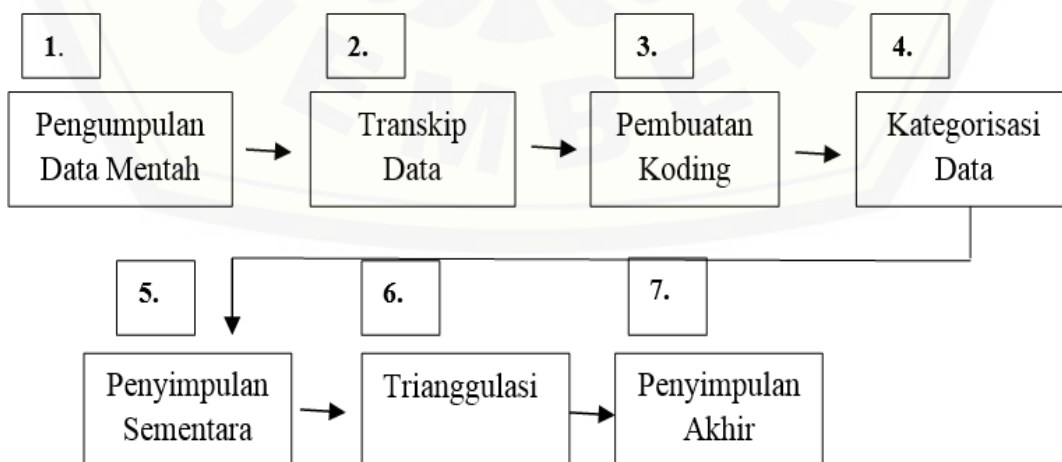 1.
2.
3.
4.
Pengumpulan
Data Mentah
Transkip
Data
Pembuatan
Koding
Kategorisasi
Data
5.
6.
7.
Penyimpulan
Sementara
Trianggulasi
Penyimpulan
Akhir